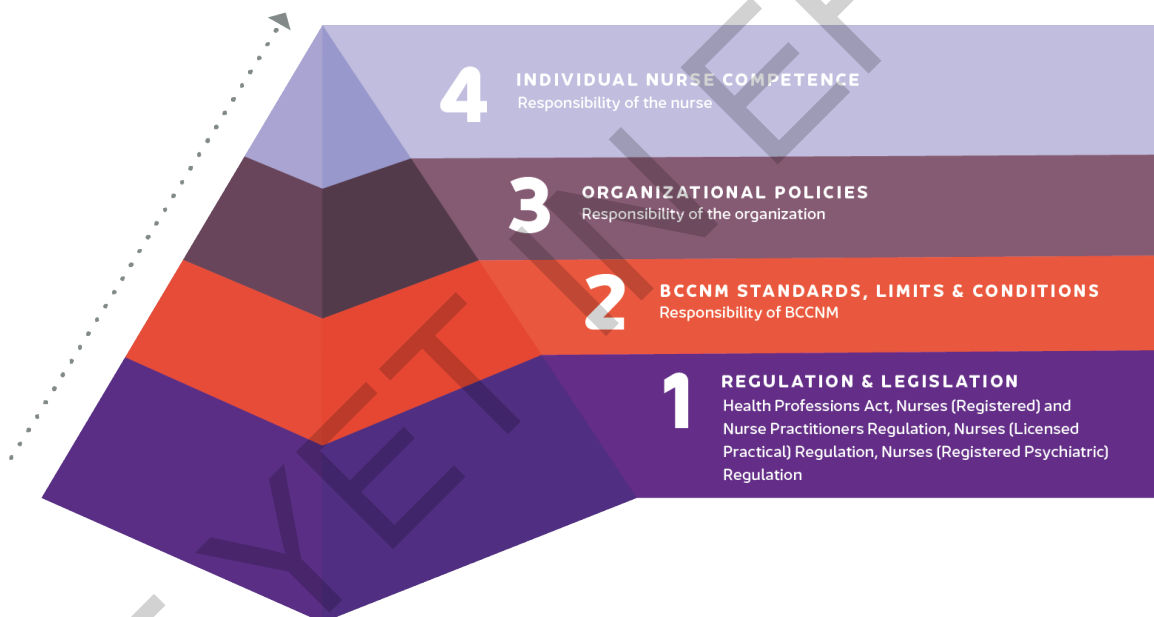 4
INDIVIDUAL NURSE COMPETENCE
Responsibility of the nurse
3
ORGANIZATIONAL POLICIES
Responsibility of the organization
2
BCCNM STANDARDS, LIMITS & CONDITIONS
Responsibility of BCCNM
1
REGULATION & LEGISLATION
Health Professions Act, Nurses (Registered) and
Nurse Practitioners Regulation, Nurses (Licensed
Practical) Regulation, Nurses (Registered Psychiatric)
Regulation
YET IN